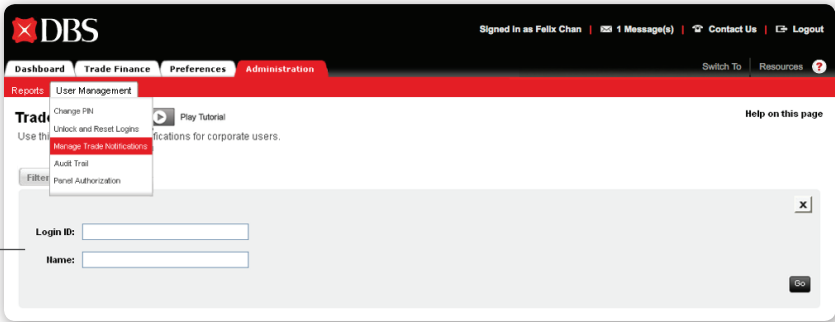 DBS
Signed in as Felix Chan | 1 Message(s) | Contact Us | Logout
Dashboard Trade Finance Preferences Administration
Switch To | Resources ?
Reports User Management
Change PIN
Unlock and Reset Logins
Manage Trade Notifications
Audit Trail
Panel Authorization
Trad
Play Tutorial
Help on this page
Use thi
fications for corporate users.
Filter
x
Login ID:
Name:
Go